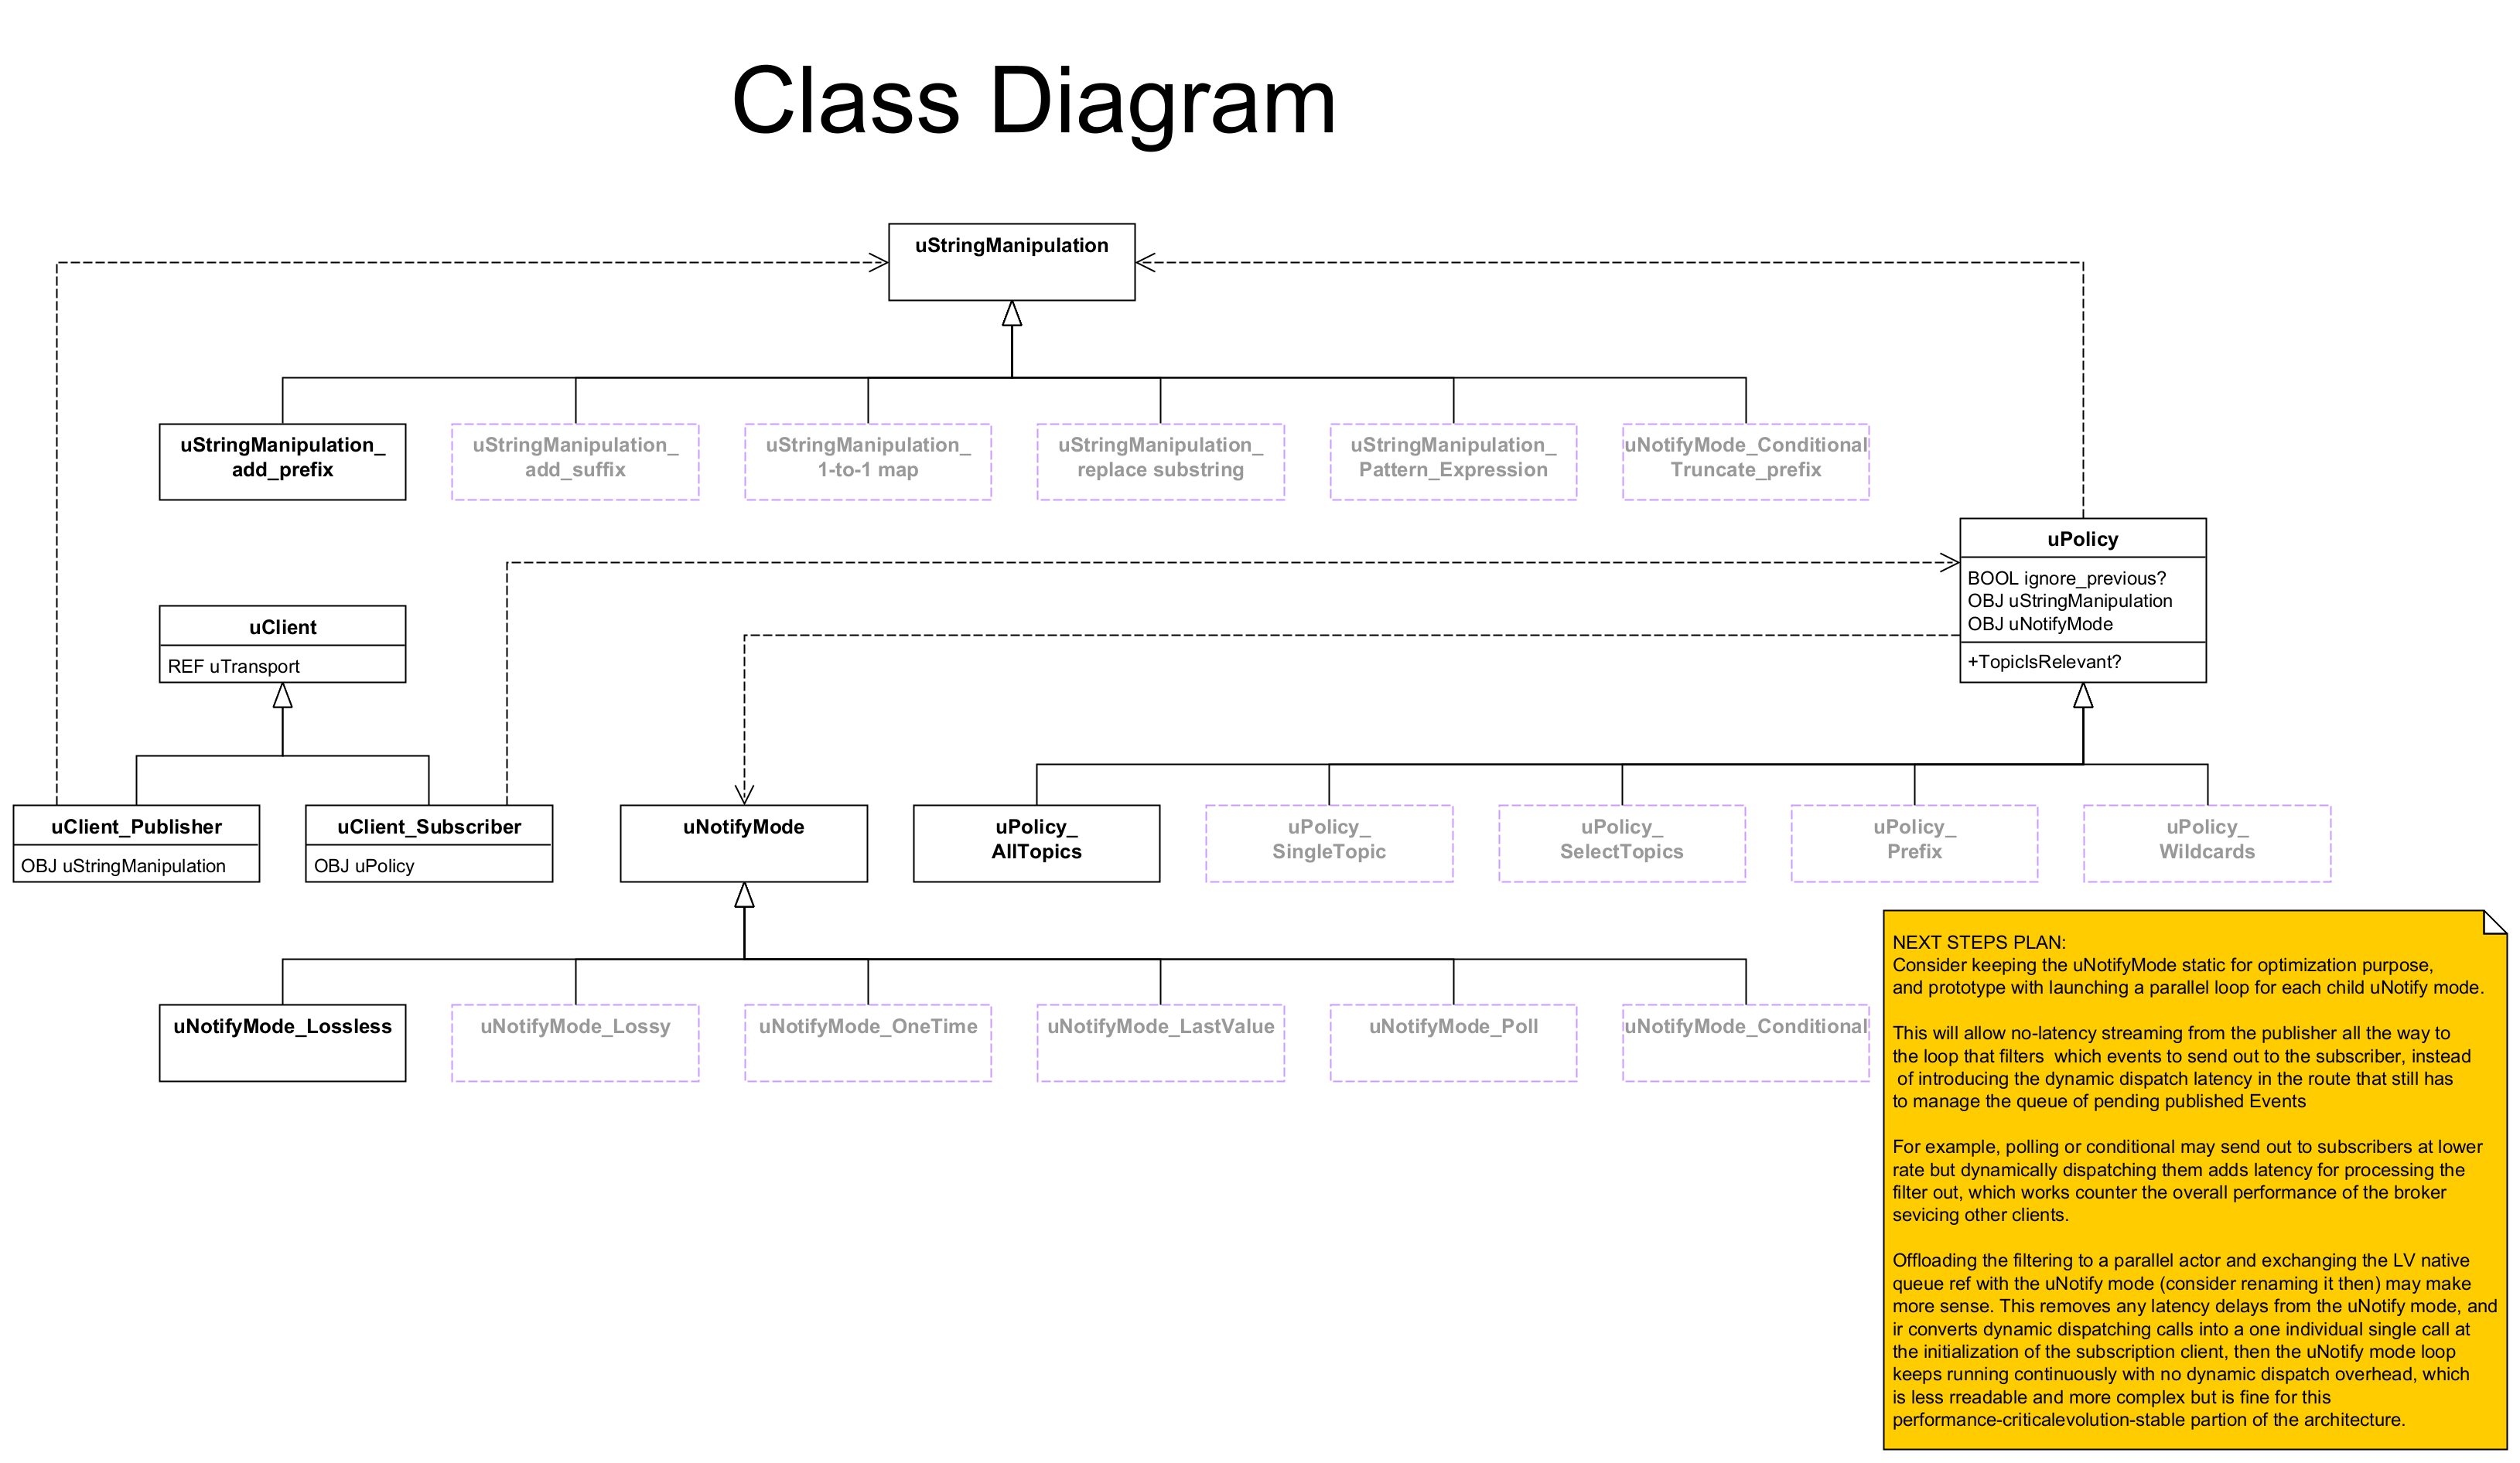 Class Diagram
uStringManipulation
uStringManipulation_
add_prefix
uStringManipulation_
add_suffix
uStringManipulation_
1-to-1 map
uStringManipulation_
replace substring
uStringManipulation_
Pattern_Expression
uNotifyMode_Conditional
Truncate_prefix
uPolicy
BOOL ignore_previous?
OBJ uStringManipulation
OBJ uNotifyMode
+TopicIsRelevant?
uClient
REF uTransport
uClient_Publisher
OBJ uStringManipulation
uClient_Subscriber
OBJ uPolicy
uNotifyMode
uPolicy_
AllTopics
uPolicy_
SingleTopic
uPolicy_
SelectTopics
uPolicy_
Prefix
uPolicy_
Wildcards
uNotifyMode_Lossless
uNotifyMode_Lossy
uNotifyMode_OneTime
uNotifyMode_LastValue
uNotifyMode_Poll
uNotifyMode_Conditional
NEXT STEPS PLAN:
Consider keeping the uNotifyMode static for optimization purpose,
and prototype with launching a parallel loop for each child uNotify mode.
This will allow no-latency streaming from the publisher all the way to
the loop that filters  which events to send out to the subscriber, instead
of introducing the dynamic dispatch latency in the route that still has
to manage the queue of pending published Events
For example, polling or conditional may send out to subscribers at lower
rate but dynamically dispatching them adds latency for processing the
filter out, which works counter the overall performance of the broker
sevicing other clients.
Offloading the filtering to a parallel actor and exchanging the LV native
queue ref with the uNotify mode (consider renaming it then) may make
more sense. This removes any latency delays from the uNotify mode, and
ir converts dynamic dispatching calls into a one individual single call at
the initialization of the subscription client, then the uNotify mode loop
keeps running continuously with no dynamic dispatch overhead, which
is less rreadable and more complex but is fine for this
performance-criticalevolution-stable partion of the architecture.